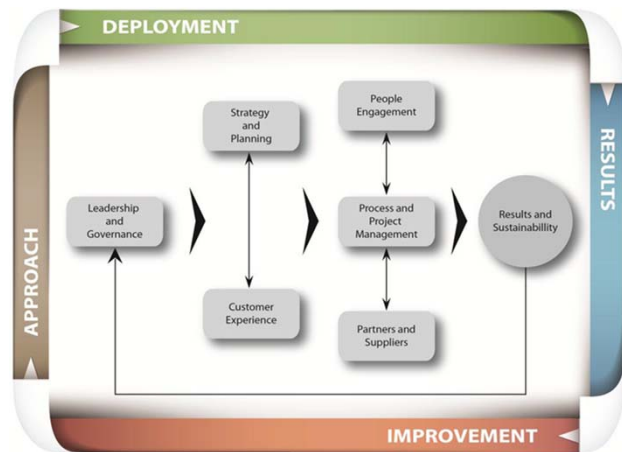 DEPLOYMENT
APPROACH
RESULTS
IMPROVEMENT
Leadership
and
Governance
Strategy
and
Planning
Customer
Experience
People
Engagement
Process and
Project
Management
Partners and
Suppliers
Results and
Sustainabillity